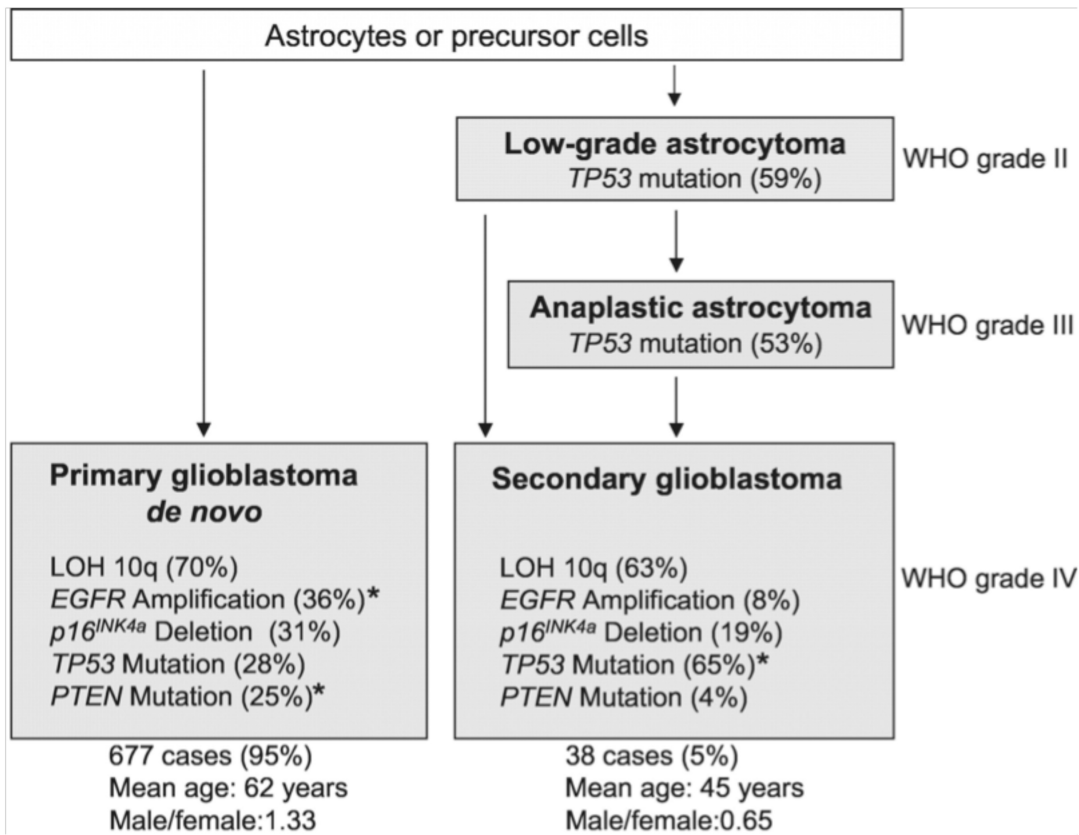 Astrocytes or precursor cells
Low-grade astrocytoma
TP53 mutation (59%)
WHO grade II
Anaplastic astrocytoma
TP53 mutation (53%)
WHO grade III
Primary glioblastoma
de novo
LOH 10q (70%)
EGFR Amplification (36%)*
p16INK4a Deletion (31%)
TP53 Mutation (28%)
PTEN Mutation (25%)*
677 cases (95%)
Mean age: 62 years
Male/female:1.33
Secondary glioblastoma
LOH 10q (63%)
EGFR Amplification (8%)
p16INK4a Deletion (19%)
TP53 Mutation (65%)*
PTEN Mutation (4%)
38 cases (5%)
Mean age: 45 years
Male/female:0.65
WHO grade IV